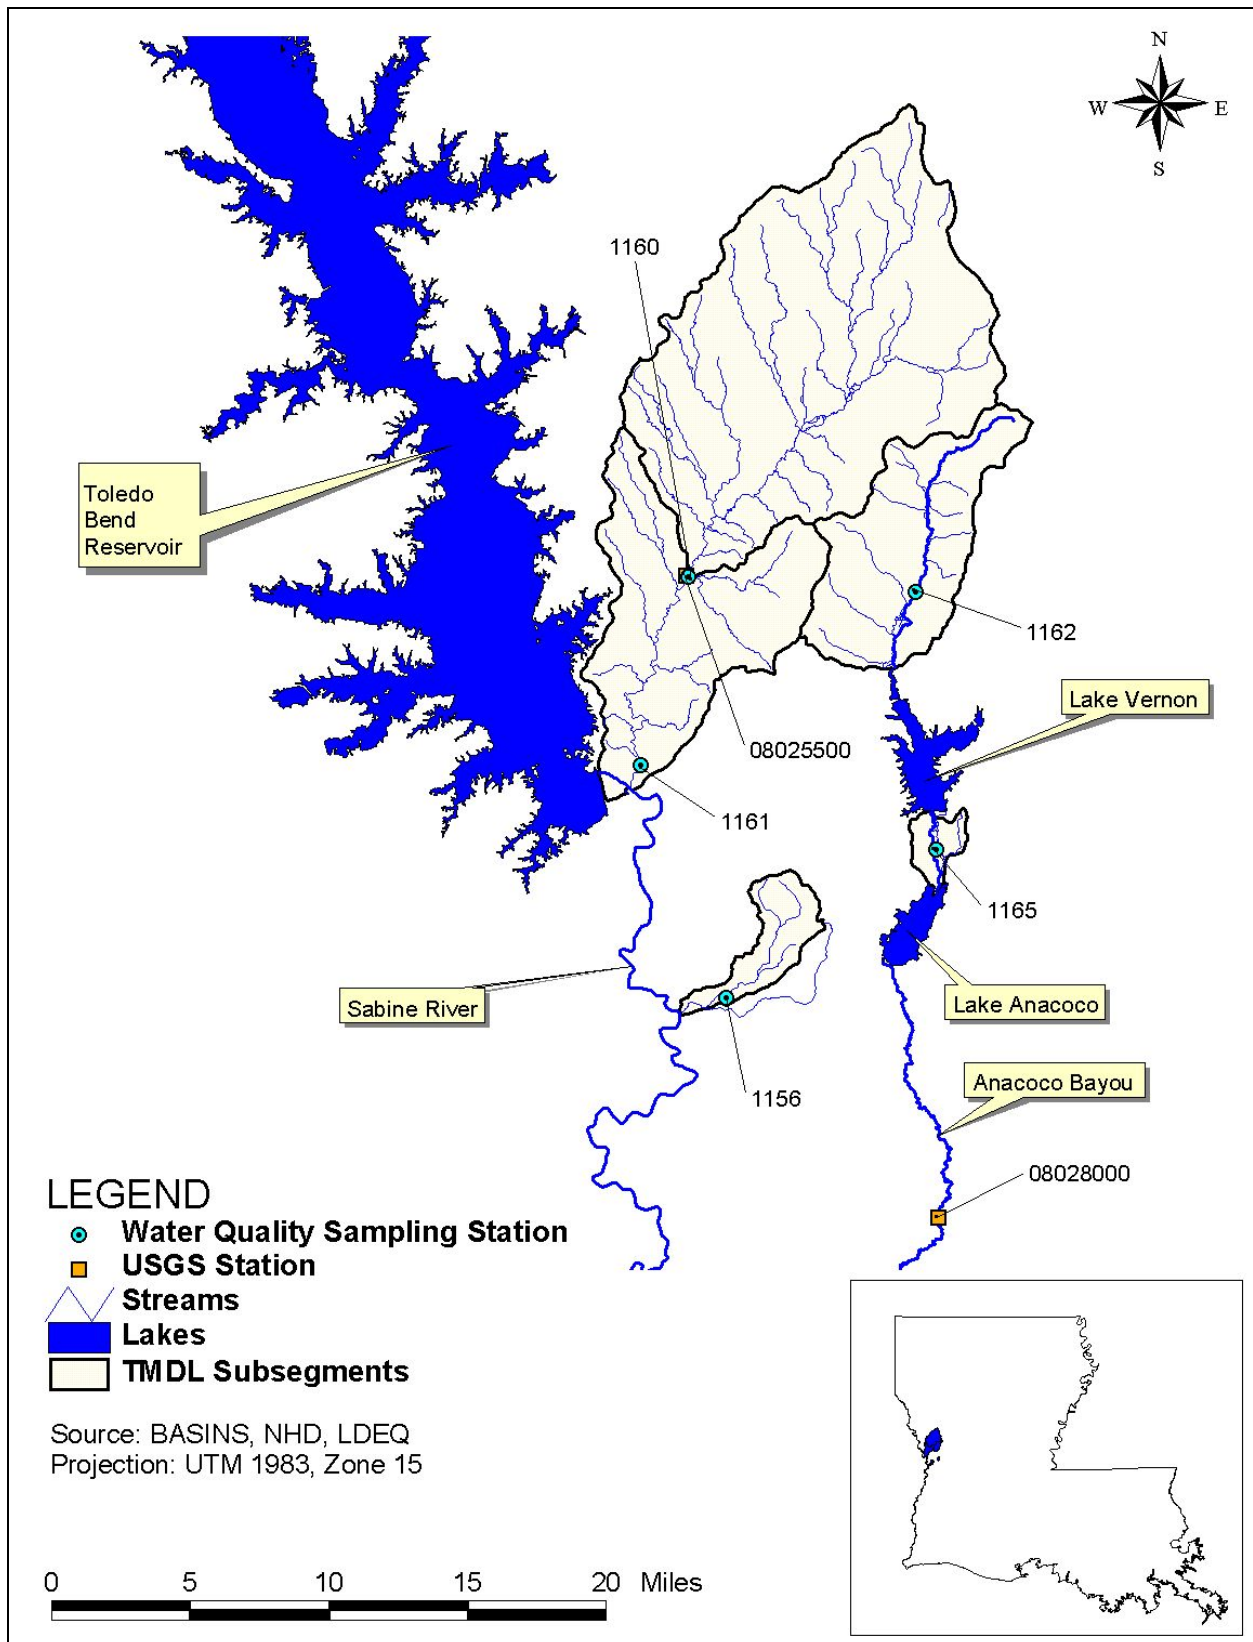 N
W
E
S
1160
Toledo
Bend
Reservoir
1162
Lake Vernon
08025500
1161
1165
Sabine River
Lake Anacoco
Anacoco Bayou
1156
08028000
LEGEND
Water Quality Sampling Station
USGS Station
Streams
Lakes
TMDL Subsegments
Source: BASINS, NHD, LDEQ
Projection: UTM 1983, Zone 15
0 5 10 15 20 Miles